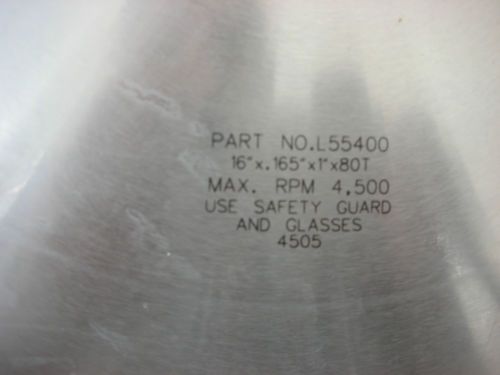 PART NO.L55400
16"x.165"x1"x80T
MAX. RPM 4,500
USE SAFETY GUARD
AND GLASSES
4505